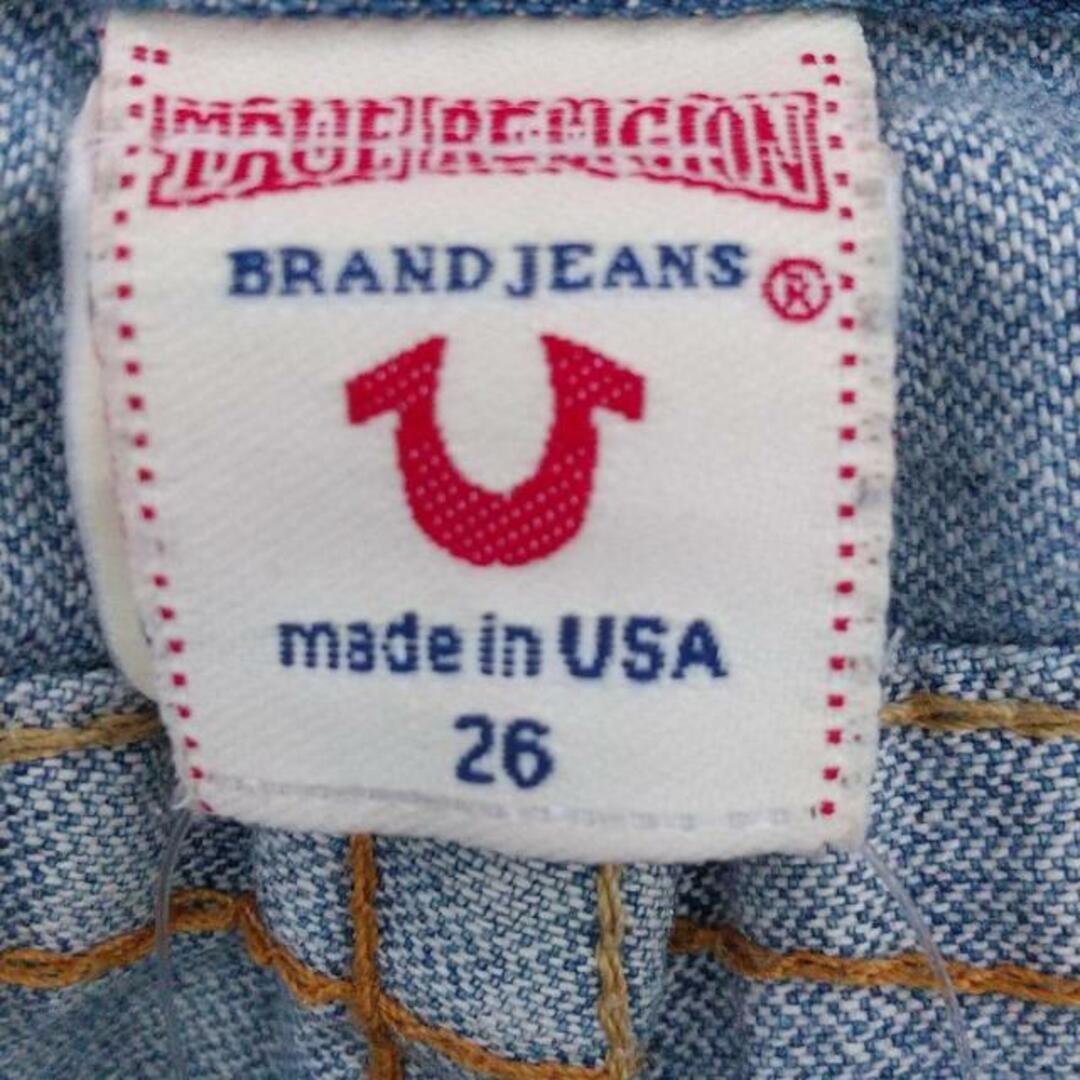 TRUE RELIGION
BRAND JEANS ®
made in USA
26